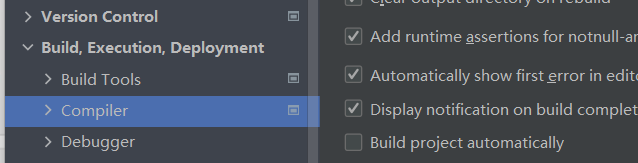 Clear output directory on rebuild
Version Control
Add runtime assertions for notnull-an
Build, Execution, Deployment
Build Tools
Automatically show first error in edito
Compiler
Display notification on build complet
Debugger
Build project automatically